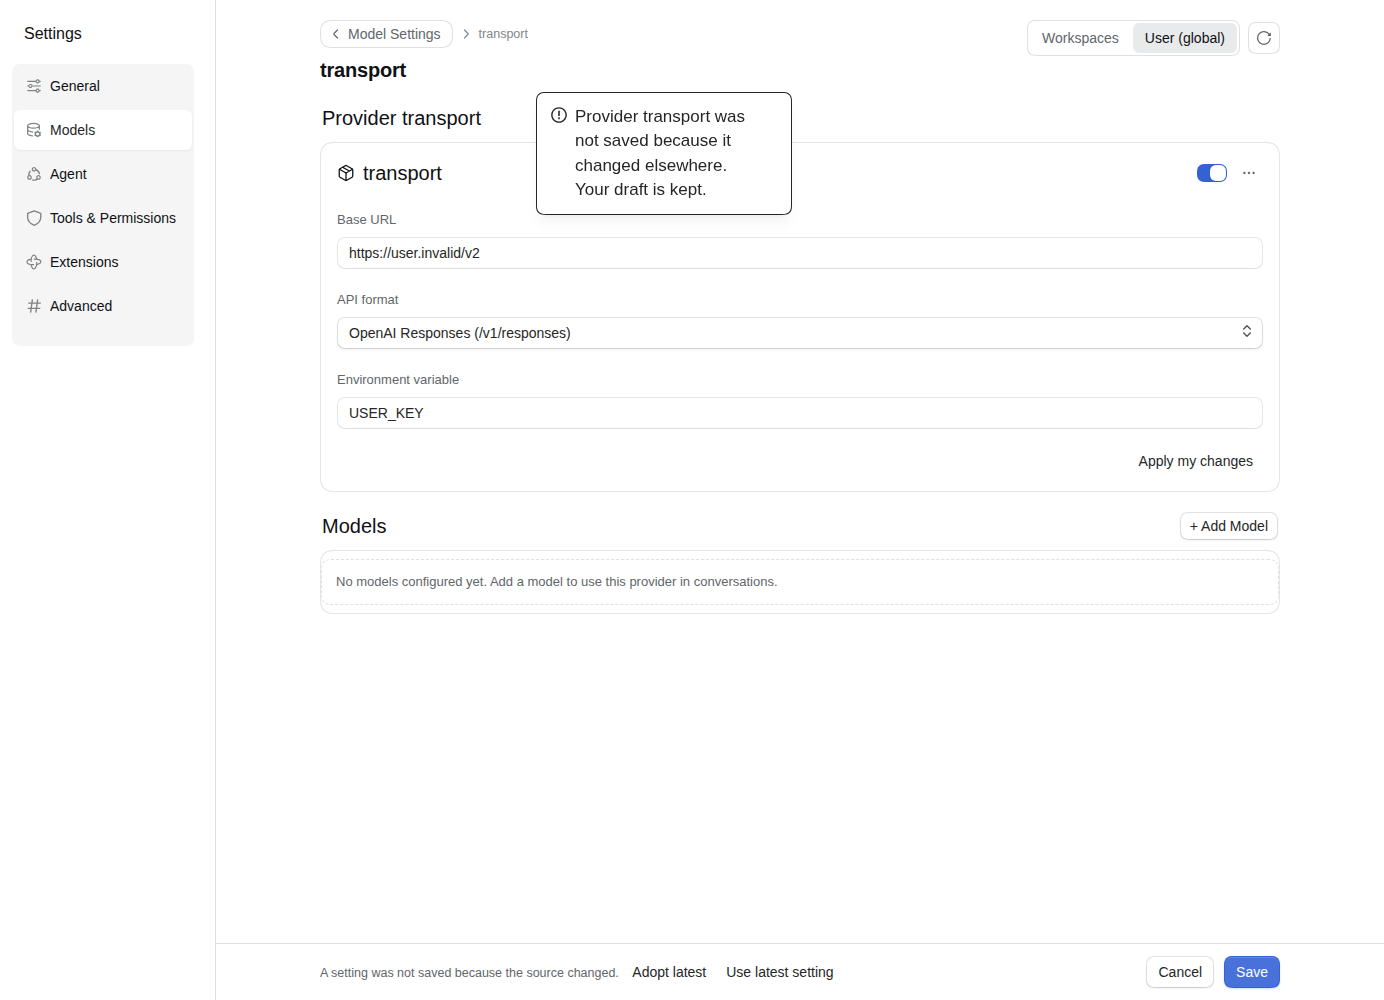 Settings
General
Models
Agent
Tools & Permissions
Extensions
Advanced
Model Settings
transport
Workspaces
User (global)
transport
Provider transport
Provider transport was
not saved because it
changed elsewhere.
Your draft is kept.
transport
Base URL
https://user.invalid/v2
API format
OpenAI Responses (/v1/responses)
Environment variable
USER_KEY
Apply my changes
Models
+ Add Model
No models configured yet. Add a model to use this provider in conversations.
A setting was not saved because the source changed.
Adopt latest
Use latest setting
Cancel
Save